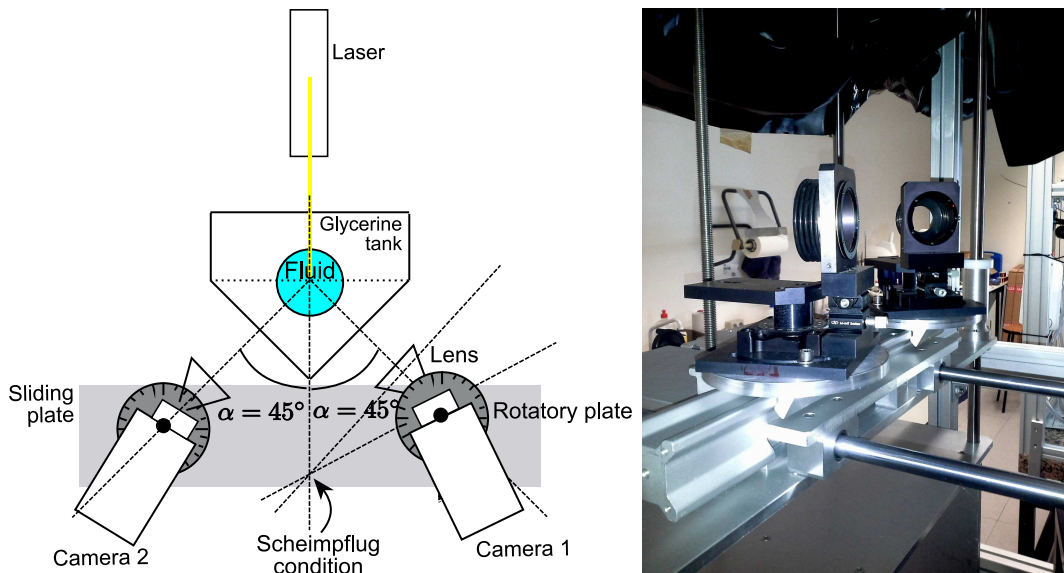 Laser
Glycerine
tank
Fluid
Lens
Sliding
plate
α = 45° α = 45°
Rotatory plate
Camera 2
Scheimpflug
condition
Camera 1